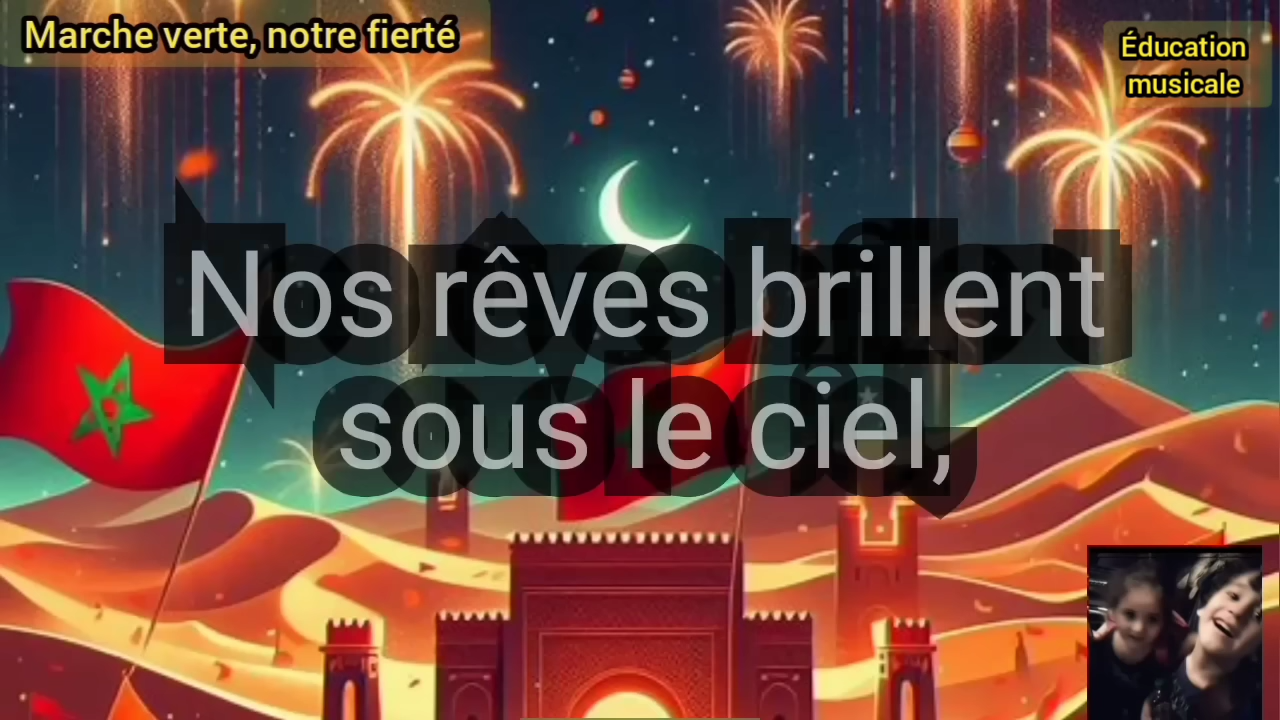 Marche verte, notre fierté
Éducation
musicale
Nos rêves brillent
sous le ciel,